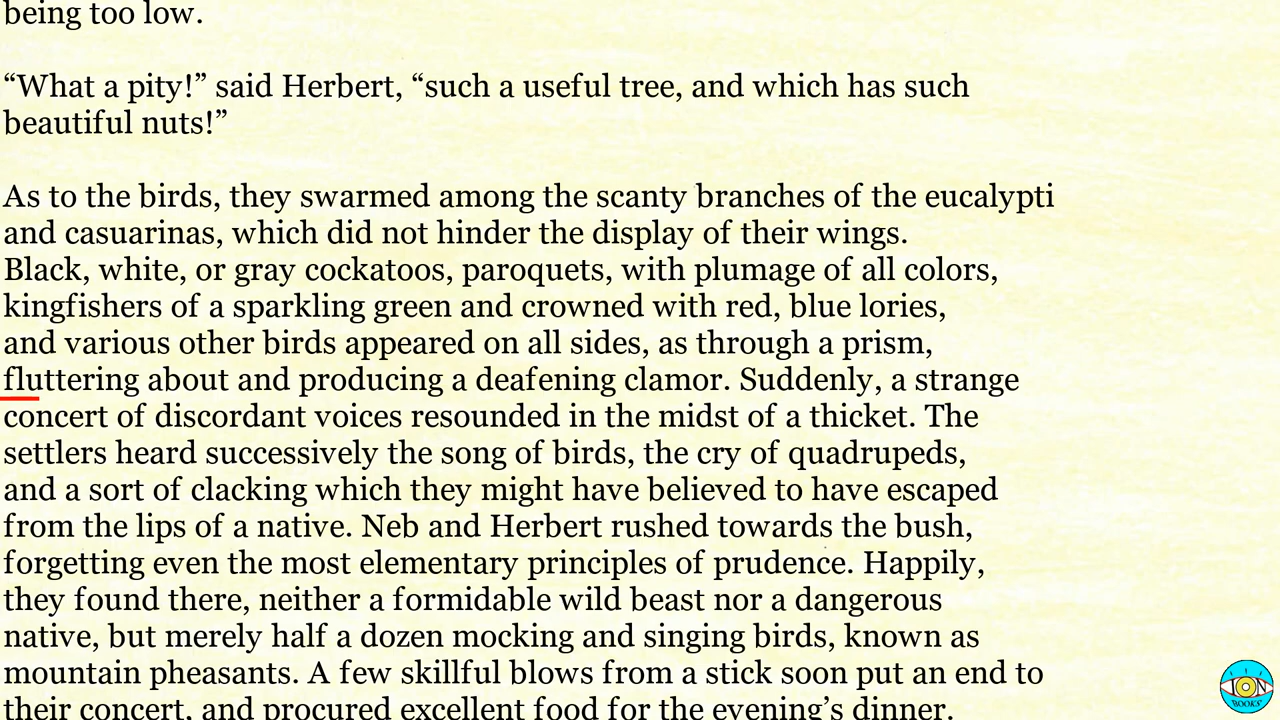 being too low.
“What a pity!” said Herbert, “such a useful tree, and which has such
beautiful nuts!”
As to the birds, they swarmed among the scanty branches of the eucalypti
and casuarinas, which did not hinder the display of their wings.
Black, white, or gray cockatoos, paroquets, with plumage of all colors,
kingfishers of a sparkling green and crowned with red, blue lories,
and various other birds appeared on all sides, as through a prism,
fluttering about and producing a deafening clamor. Suddenly, a strange
concert of discordant voices resounded in the midst of a thicket. The
settlers heard successively the song of birds, the cry of quadrupeds,
and a sort of clacking which they might have believed to have escaped
from the lips of a native. Neb and Herbert rushed towards the bush,
forgetting even the most elementary principles of prudence. Happily,
they found there, neither a formidable wild beast nor a dangerous
native, but merely half a dozen mocking and singing birds, known as
mountain pheasants. A few skillful blows from a stick soon put an end to
their concert, and procured excellent food for the evening’s dinner.
ION
BOOKS